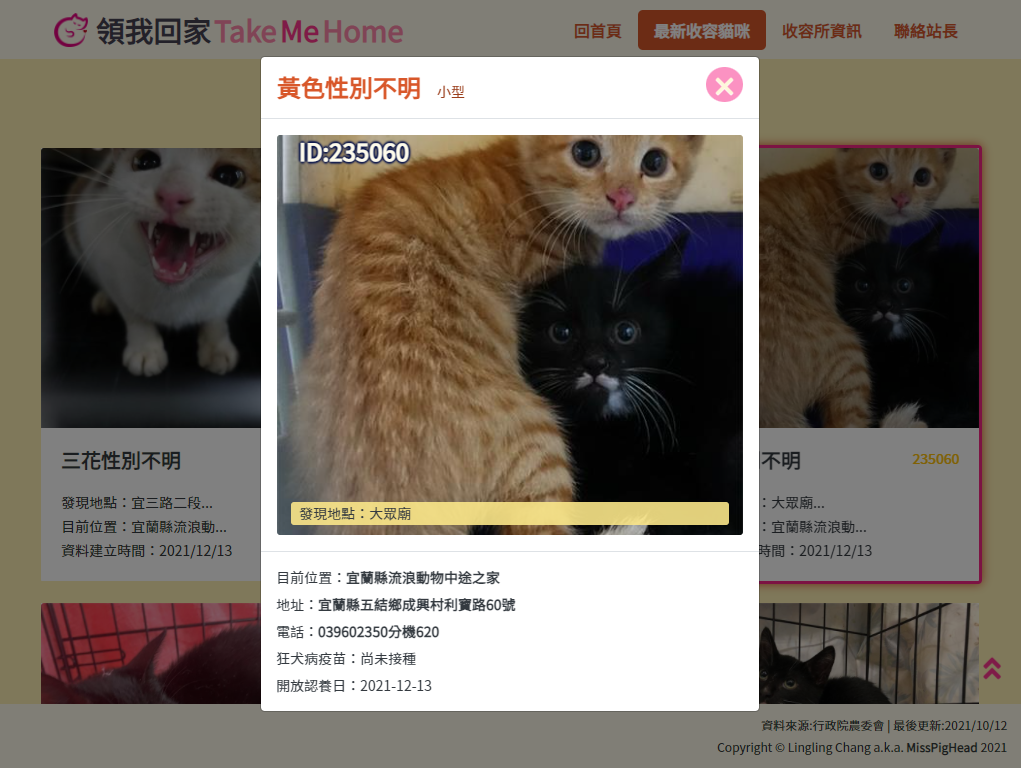 領我回家 Take Me Home
回首頁 最新收容貓咪 收容所資訊 聯絡站長
黃色性別不明 小型
ID:235060
發現地點：大眾廟
目前位置：宜蘭縣流浪動物中途之家
地址：宜蘭縣五結鄉成興村利寶路60號
電話：039602350分機620
狂犬病疫苗：尚未接種
開放認養日：2021-12-13
三花性別不明
發現地點：宜三路二段...
目前位置：宜蘭縣流浪動...
資料建立時間：2021/12/13
不明 235060
：大眾廟...
：宜蘭縣流浪動...
時間：2021/12/13
資料來源:行政院農委會 | 最後更新:2021/10/12
Copyright © Lingling Chang a.k.a. MissPigHead 2021